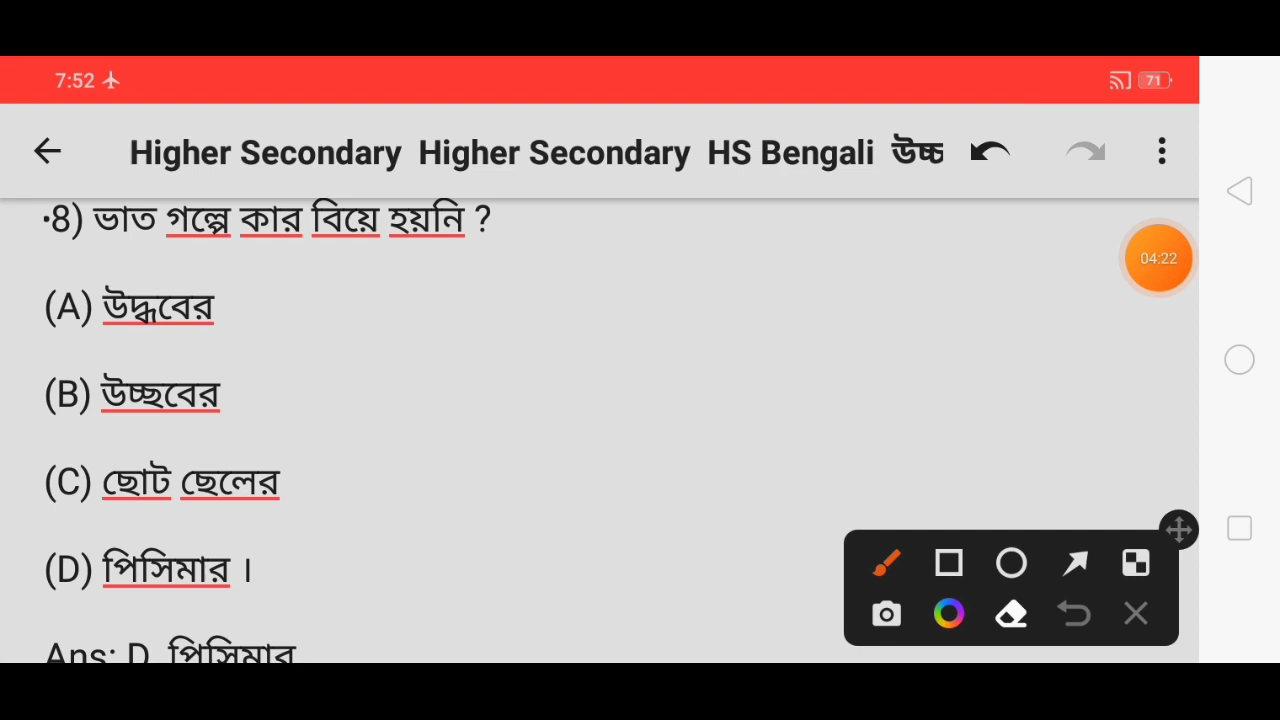 7:52
71
Higher Secondary Higher Secondary HS Bengali উচ্চ
·8) ভাত গল্পে কার বিয়ে হয়নি ?
04:22
(A) উদ্ধবের
(B) উচ্ছবের
(C) ছোট ছেলের
(D) পিসিমার ।
Ans: D. পিসিমার